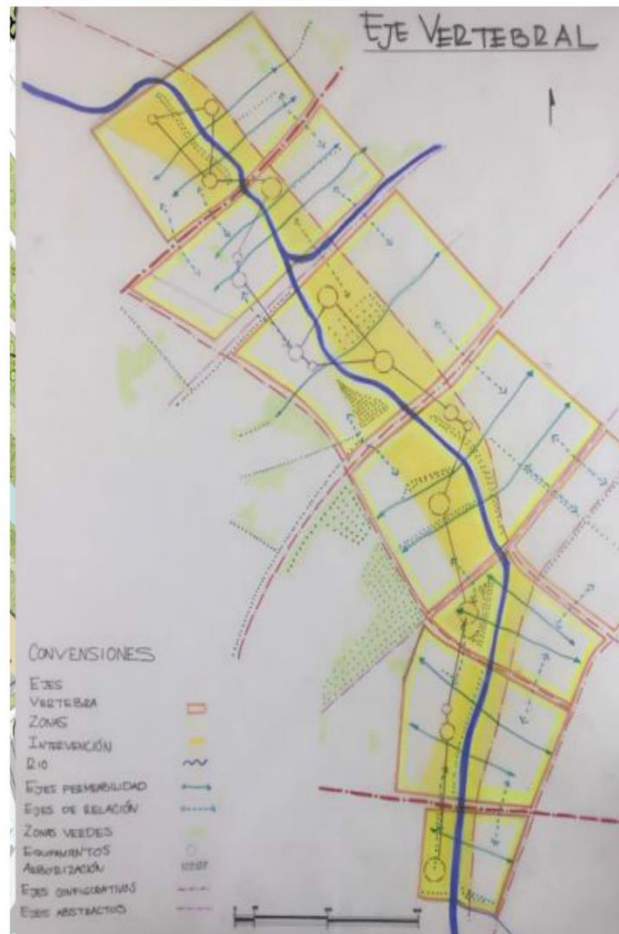 EJE VERTEBRAL
CONVENSIONES
EJES
VERTEBRA
ZONAS
INTERVENCIÓN
RIO
EJES PERMEABILIDAD
EJES DE RELACIÓN
ZONAS VERDES
EQUIPAMIENTOS
ARBORIZACIÓN
EJES CONFIGURATIVOS
EJES ABSTRACTOS